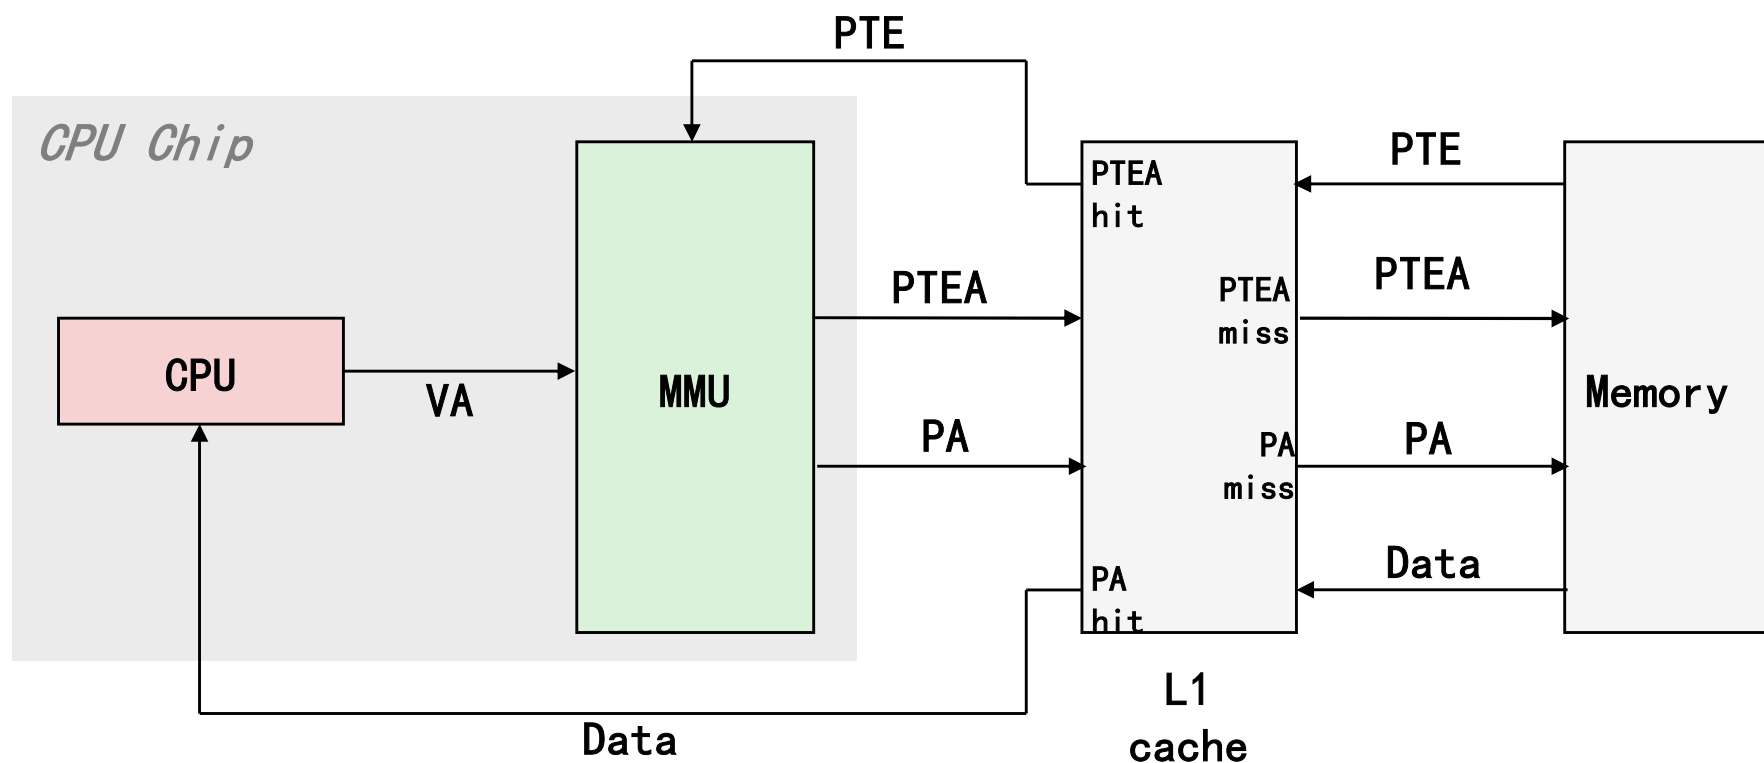 PTE
CPU Chip
PTEA
hit
PTE
PTEA
PTEA
miss
PTEA
CPU
VA
MMU
Memory
PA
PA
miss
PA
PA
hit
Data
Data
L1
cache